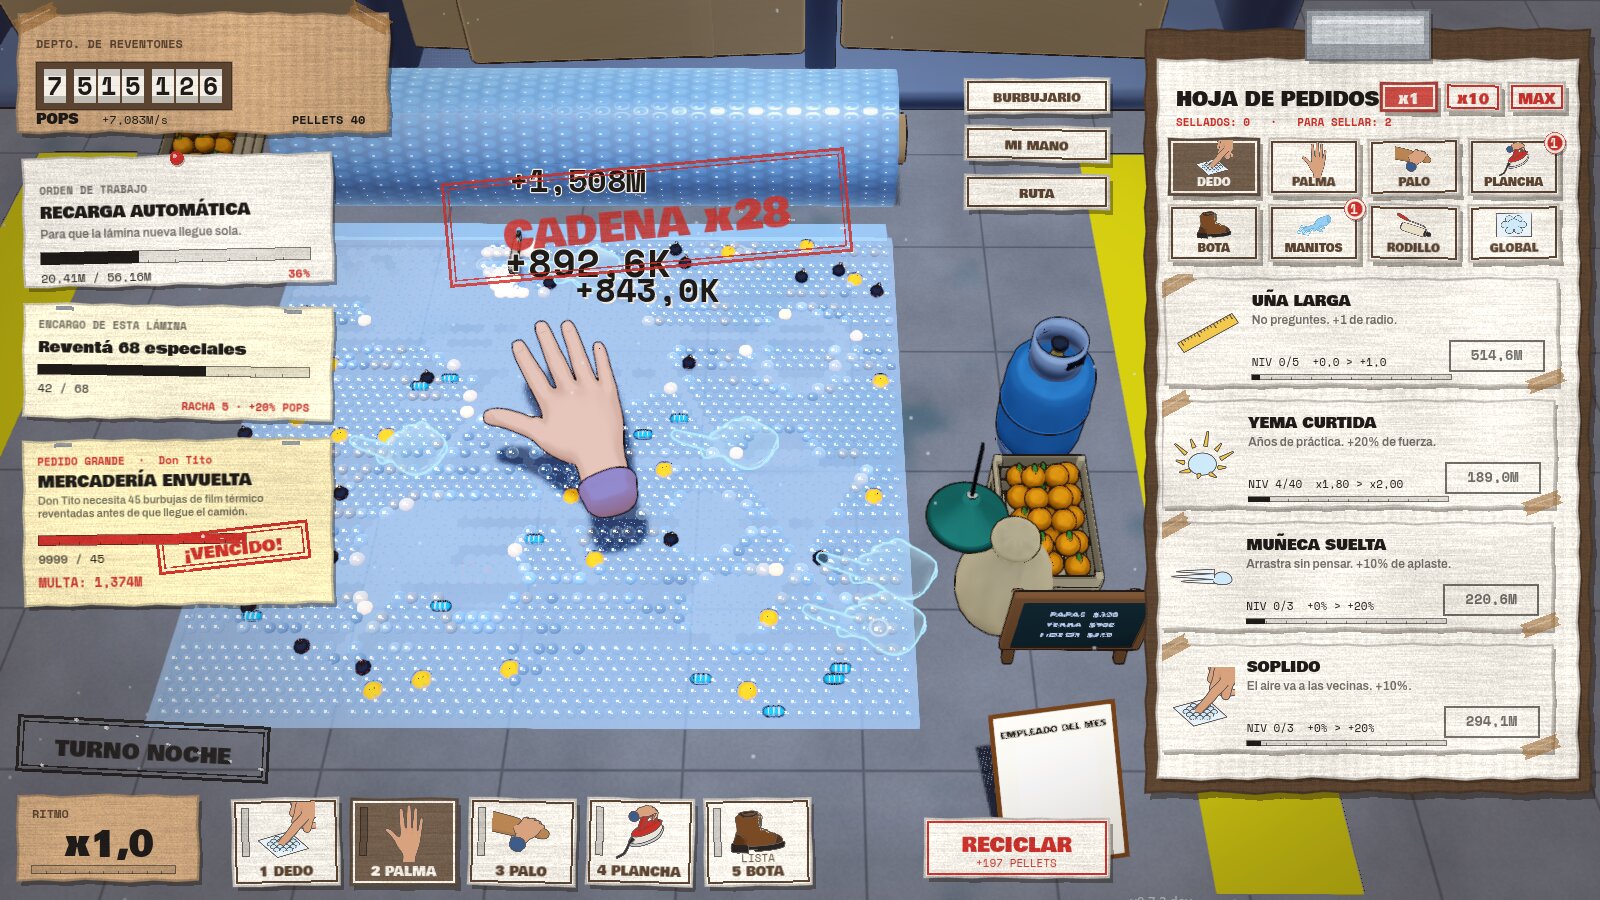 DEPTO. DE REVENTONES
7 515 126
POPS +7,083M/s PELLETS 40
ORDEN DE TRABAJO
RECARGA AUTOMÁTICA
Para que la lámina nueva llegue sola.
20,41M / 56,16M 36%
ENCARGO DE ESTA LÁMINA
Reventá 68 especiales
42 / 68
RACHA 5 · +20% POPS
PEDIDO GRANDE · Don Tito
MERCADERÍA ENVUELTA
Don Tito necesita 45 burbujas de film térmico
reventadas antes de que llegue el camión.
9999 / 45
¡VENCIDO!
MULTA: 1,374M
+1,508M
CADENA x28
+892,6K
+843,0K
BURBUJARIO
MI MANO
RUTA
HOJA DE PEDIDOS x1 x10 MAX
SELLADOS: 0 · PARA SELLAR: 2
DEDO
PALMA
PALO
PLANCHA
1
BOTA
MANITOS
1
RODILLO
GLOBAL
UÑA LARGA
No preguntes. +1 de radio.
NIV 0/5 +0,0 > +1,0
514,6M
YEMA CURTIDA
Años de práctica. +20% de fuerza.
NIV 4/40 x1,80 > x2,00
189,0M
MUÑECA SUELTA
Arrastra sin pensar. +10% de aplaste.
NIV 0/3 +0% > +20%
220,6M
SOPLIDO
El aire va a las vecinas. +10%.
NIV 0/3 +0% > +20%
294,1M
EMPLEADO DEL MES
TURNO NOCHE
RITMO
x1,0
1 DEDO
2 PALMA
3 PALO
4 PLANCHA
LISTA
5 BOTA
RECICLAR
+197 PELLETS